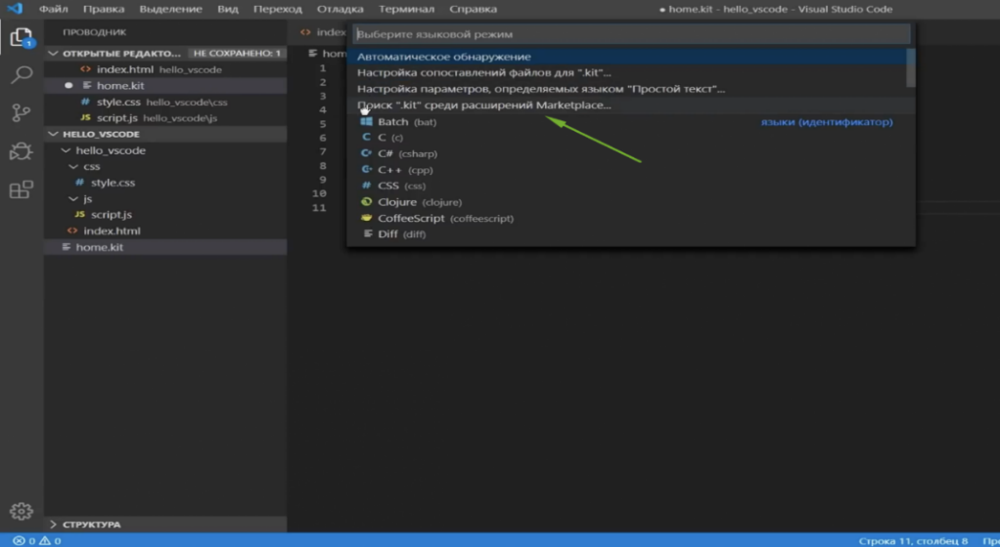 Файл Правка Выделение Вид Переход Отладка Терминал Справка ● home.kit - hello_vscode - Visual Studio Code
ПРОВОДНИК
ОТКРЫТЫЕ РЕДАКТО... НЕ СОХРАНЕНО: 1
index.html hello_vscode
home.kit
style.css hello_vscode\css
JS script.js hello_vscode\js
HELLO_VSCODE
hello_vscode
css
style.css
js
JS script.js
index.html
home.kit
СТРУКТУРА
1
index
hom
1
2
3
4
5
6
7
8
9
10
11
Выберите языковой режим
Автоматическое обнаружение
Настройка сопоставлений файлов для ".kit"...
Настройка параметров, определяемых языком "Простой текст"...
Поиск ".kit" среди расширений Marketplace...
Batch (bat) языки (идентификатор)
C (c)
C# (csharp)
C++ (cpp)
CSS (css)
Clojure (clojure)
CoffeeScript (coffeescript)
Diff (diff)
0 0 Строка 11, столбец 8 Пр